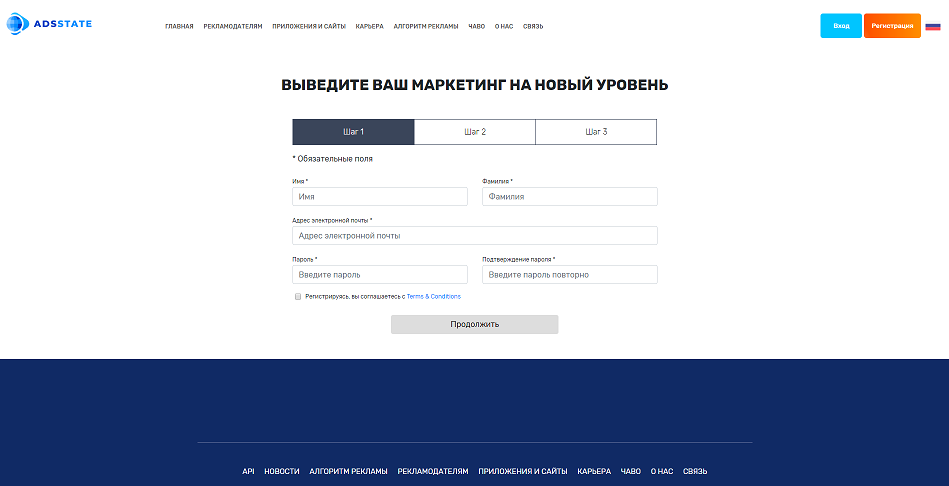 ADSSTATE
ГЛАВНАЯ РЕКЛАМОДАТЕЛЯМ ПРИЛОЖЕНИЯ И САЙТЫ КАРЬЕРА АЛГОРИТМ РЕКЛАМЫ ЧАВО О НАС СВЯЗЬ
Вход Регистрация
ВЫВЕДИТЕ ВАШ МАРКЕТИНГ НА НОВЫЙ УРОВЕНЬ
Шаг 1 Шаг 2 Шаг 3
* Обязательные поля
Имя * Фамилия *
Имя Фамилия
Адрес электронной почты *
Адрес электронной почты
Пароль * Подтверждение пароля *
Введите пароль Введите пароль повторно
Регистрируясь, вы соглашаетесь с Terms & Conditions
Продолжить
API НОВОСТИ АЛГОРИТМ РЕКЛАМЫ РЕКЛАМОДАТЕЛЯМ ПРИЛОЖЕНИЯ И САЙТЫ КАРЬЕРА ЧАВО О НАС СВЯЗЬ